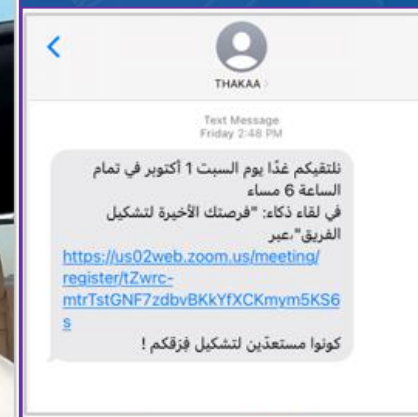 THAKAA
Text Message
Friday 2:48 PM
نلتقيكم غدًا يوم السبت 1 أكتوبر في تمام
الساعة 6 مساء
في لقاء ذكاء: "فرصتك الأخيرة لتشكيل
الفريق"،عبر
https://us02web.zoom.us/meeting/
register/tZwrc-
mtrTstGNF7zdbvBKkYfXCKmym5KS6
s
كونوا مستعدّين لتشكيل فِرَقكم !